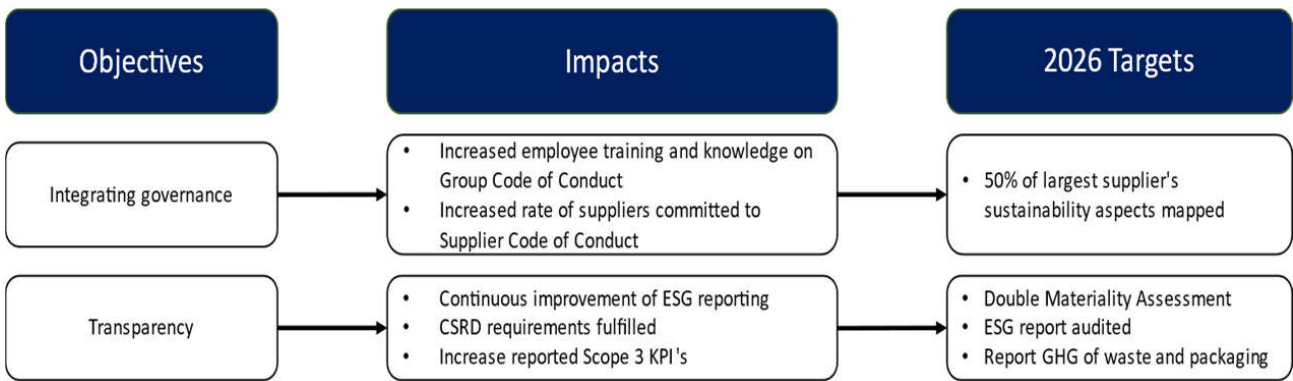 Objectives
Impacts
2026 Targets
Integrating governance
• Increased employee training and knowledge on
Group Code of Conduct
• Increased rate of suppliers committed to
Supplier Code of Conduct
• 50% of largest supplier's
sustainability aspects mapped
Transparency
• Continuous improvement of ESG reporting
• CSRD requirements fulfilled
• Increase reported Scope 3 KPI's
• Double Materiality Assessment
• ESG report audited
• Report GHG of waste and packaging